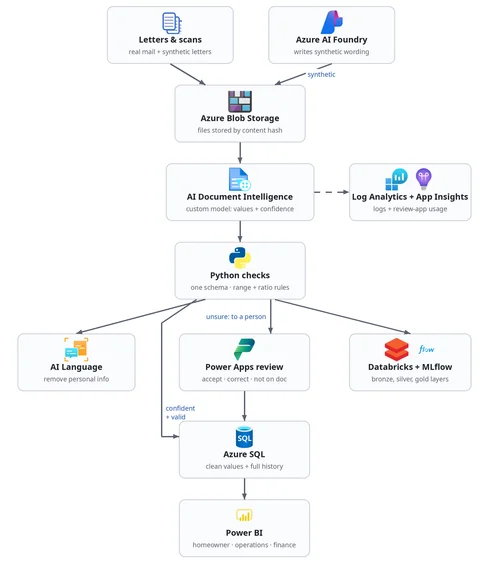 Letters & scans
real mail + synthetic letters
Azure AI Foundry
writes synthetic wording
synthetic
Azure Blob Storage
files stored by content hash
AI Document Intelligence
custom model: values + confidence
Log Analytics + App Insights
logs + review-app usage
Python checks
one schema · range + ratio rules
unsure: to a person
AI Language
remove personal info
Power Apps review
accept · correct · not on doc
flow
Databricks + MLflow
bronze, silver, gold layers
confident
+ valid
SQL
Azure SQL
clean values + full history
Power BI
homeowner · operations · finance